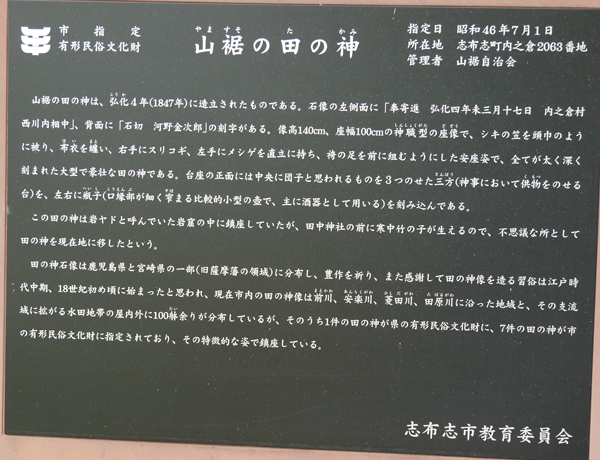 市指定
有形民俗文化財
山裾の田の神
やますそ た かみ
指定日 昭和46年7月1日
所在地 志布志町内之倉2063番地
管理者 山裾自治会
山裾の田の神は、弘化4年(1847年)に造立されたものである。石像の左側面に「奉寄進 弘化四年未三月十七日 内之倉村
西川内相中」、背面に「石切 河野金次郎」の刻字がある。像高140cm、座幅100cmの神職型の座像で、シキの笠を頭巾のよう
に被り、布衣を纏い、右手にスリコギ、左手にメシゲを直立に持ち、袴の足を前に組むようにした安座姿で、全てが太く深く
刻まれた大型で豪壮な田の神である。台座の正面には中央に団子と思われるものを3つのせた三方(神事において供物をのせる
台)を、左右に瓶子(口縁部が細く窄まる比較的小型の壺で、主に酒器として用いる)を刻み込んである。
この田の神は岩ヤドと呼んでいた岩窟の中に鎮座していたが、田中神社の前に寒中竹の子が生えるので、不思議な所として
田の神を現在地に移したという。
田の神石像は鹿児島県と宮崎県の一部(旧薩摩藩の領域)に分布し、豊作を祈り、また感謝して田の神像を造る習俗は江戸時
代中期、18世紀初め頃に始まったと思われ、現在市内の田の神像は前川、安楽川、菱田川、田原川に沿った地域と、その支流
域に拡がる水田地帯の屋内外に100躰余りが分布しているが、そのうち1件の田の神が県の有形民俗文化財に、7件の田の神が市
の有形民俗文化財に指定されており、その特徴的な姿で鎮座している。
志布志市教育委員会